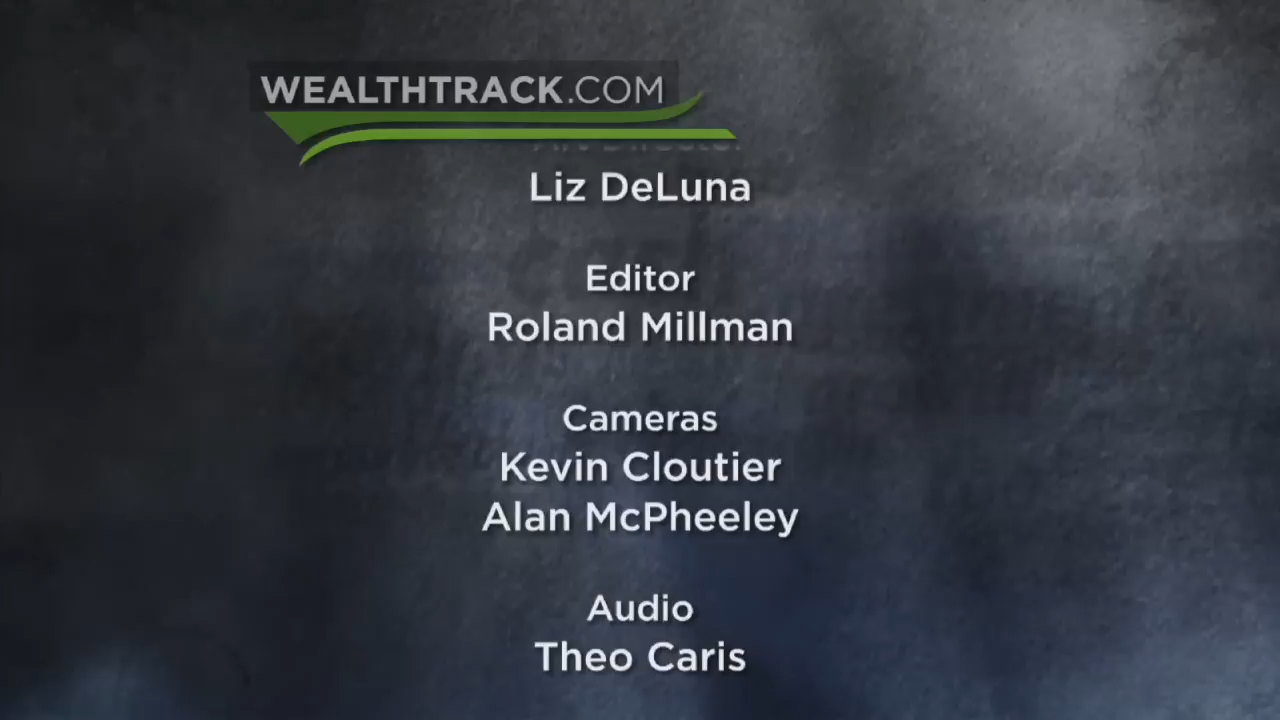 WEALTHTRACK.COM
Liz DeLuna
Editor
Roland Millman
Cameras
Kevin Cloutier
Alan McPheeley
Audio
Theo Caris